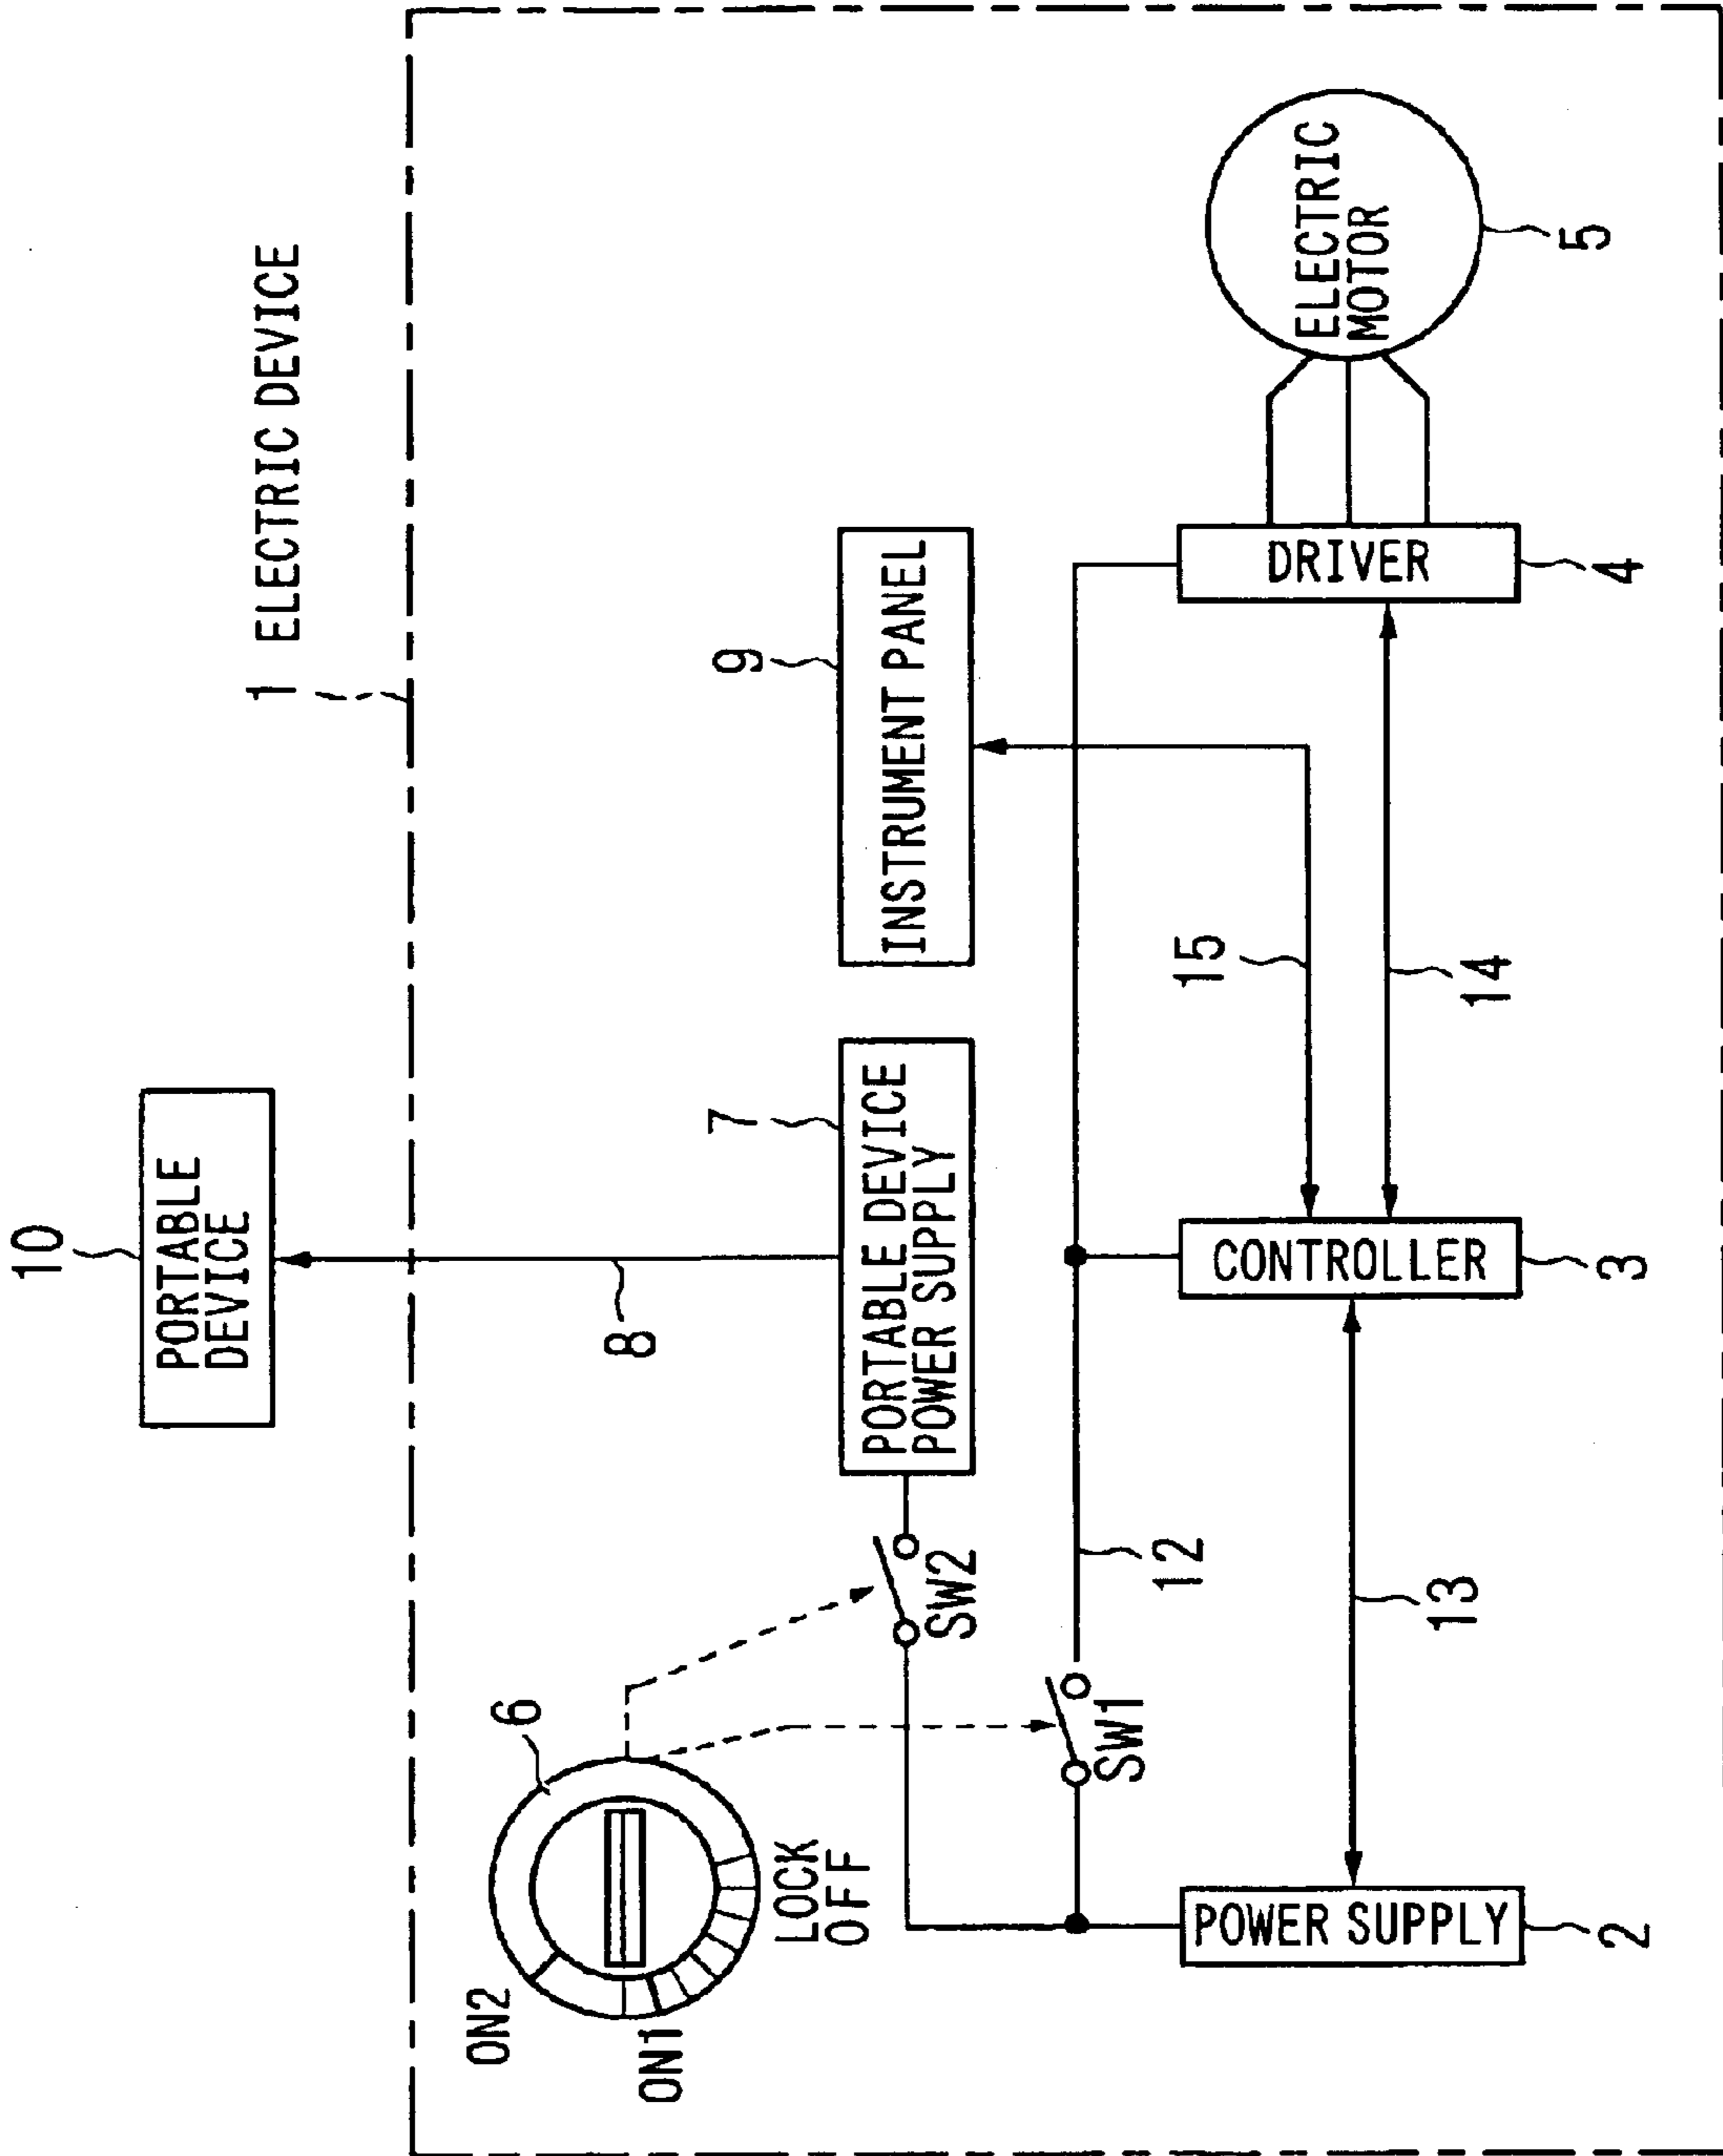 1 ELECTRIC DEVICE
10
PORTABLE
DEVICE
8
6
ON2
ON1
LOCK
OFF
7
PORTABLE DEVICE
POWER SUPPLY
9
INSTRUMENT PANEL
SW2
SW1
12
15
14
13
POWER SUPPLY
2
CONTROLLER
3
DRIVER
4
ELECTRIC
MOTOR
5